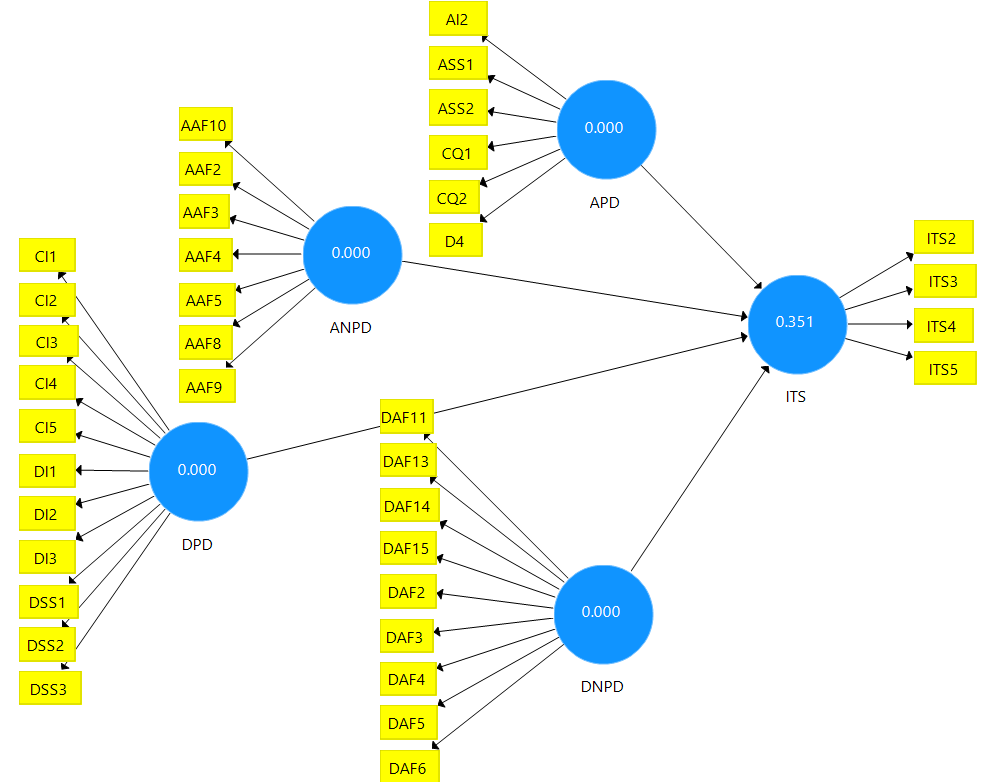 AI2
ASS1
ASS2
CQ1
CQ2
D4
0.000
APD
AAF10
AAF2
AAF3
AAF4
AAF5
AAF8
AAF9
0.000
ANPD
CI1
CI2
CI3
CI4
CI5
DI1
DI2
DI3
DSS1
DSS2
DSS3
0.000
DPD
DAF11
DAF13
DAF14
DAF15
DAF2
DAF3
DAF4
DAF5
DAF6
0.000
DNPD
0.351
ITS
ITS2
ITS3
ITS4
ITS5